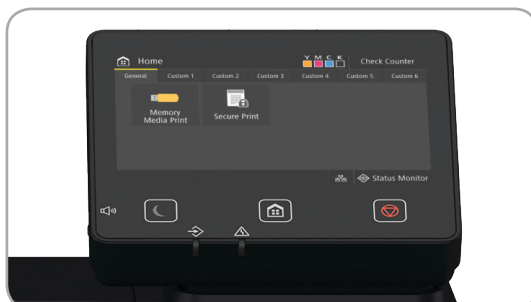 Home
Y M C K
Check Counter
General
Custom 1
Custom 2
Custom 3
Custom 4
Custom 5
Custom 6
Memory
Media Print
Secure Print
Status Monitor